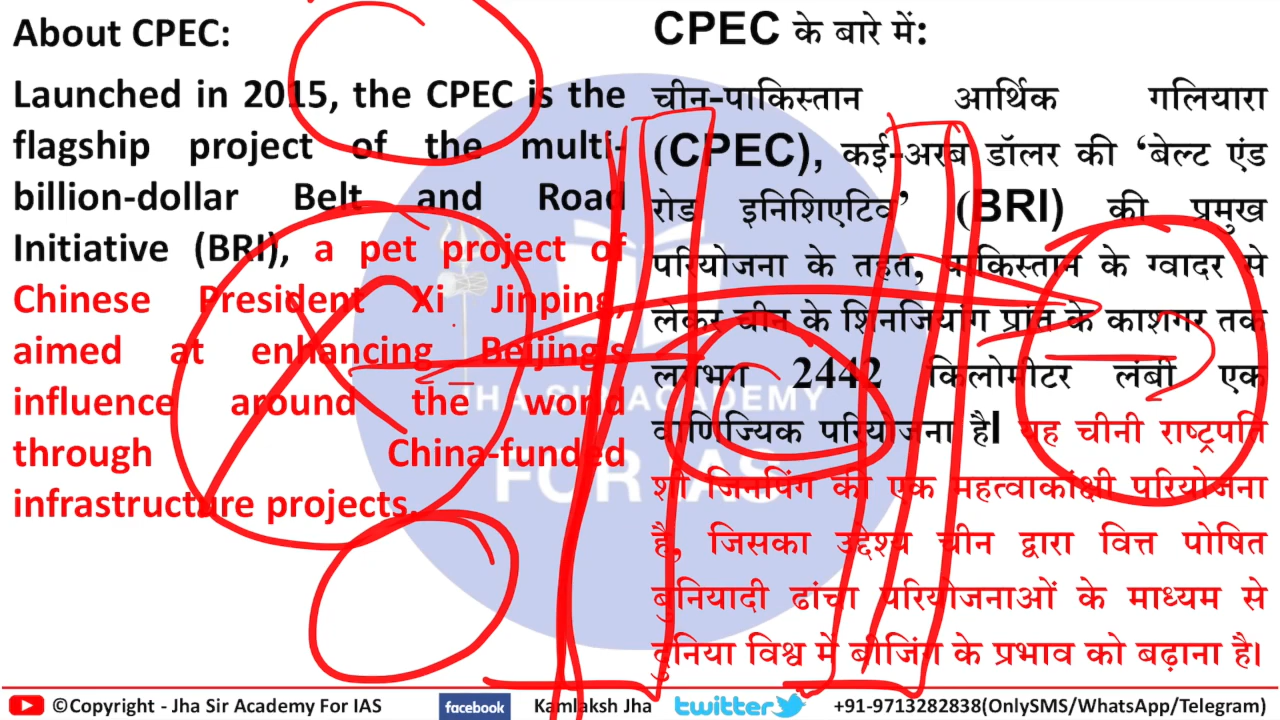 About CPEC:
Launched in 2015, the CPEC is the
flagship project of the multi-
billion-dollar Belt and Road
Initiative (BRI), a pet project of
Chinese President Xi Jinping,
aimed at enhancing Beijing's
influence around the world
through China-funded
infrastructure projects.
CPEC के बारे में:
चीन-पाकिस्तान आर्थिक गलियारा
(CPEC), कई-अरब डॉलर की ‘बेल्ट एंड
रोड इनिशिएटिव’ (BRI) की प्रमुख
परियोजना के तहत, पाकिस्तान के ग्वादर से
लेकर चीन के शिनजियांग प्रांत के काशगर तक
लगभग 2442 किलोमीटर लंबी एक
वाणिज्यिक परियोजना है। यह चीनी राष्ट्रपति
शी जिनपिंग की एक महत्वाकांक्षी परियोजना
है, जिसका उद्देश्य चीन द्वारा वित्त पोषित
बुनियादी ढांचा परियोजनाओं के माध्यम से
दुनिया विश्व में बीजिंग के प्रभाव को बढ़ाना है।
JHA SIR ACADEMY
FOR IAS
©Copyright - Jha Sir Academy For IAS facebook Kamlaksh Jha twitter +91-9713282838(OnlySMS/WhatsApp/Telegram)